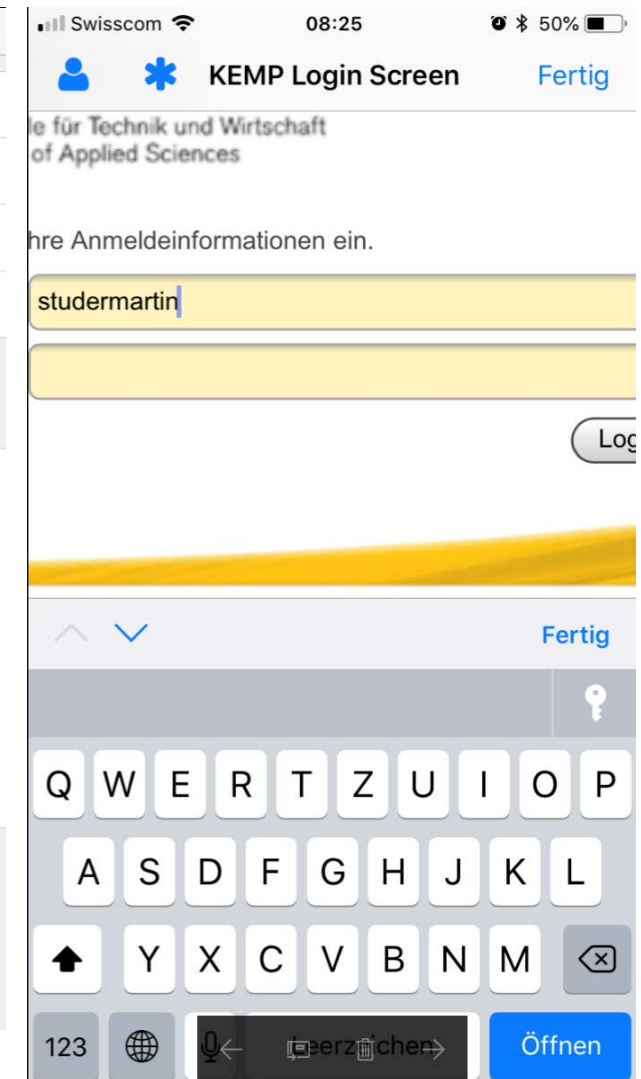 Swisscom 08:25 50%
KEMP Login Screen Fertig
le für Technik und Wirtschaft
of Applied Sciences
hre Anmeldeinformationen ein.
studermartin
Log
Fertig
Q W E R T Z U I O P
A S D F G H J K L
Y X C V B N M
123 Leerzeichen Öffnen